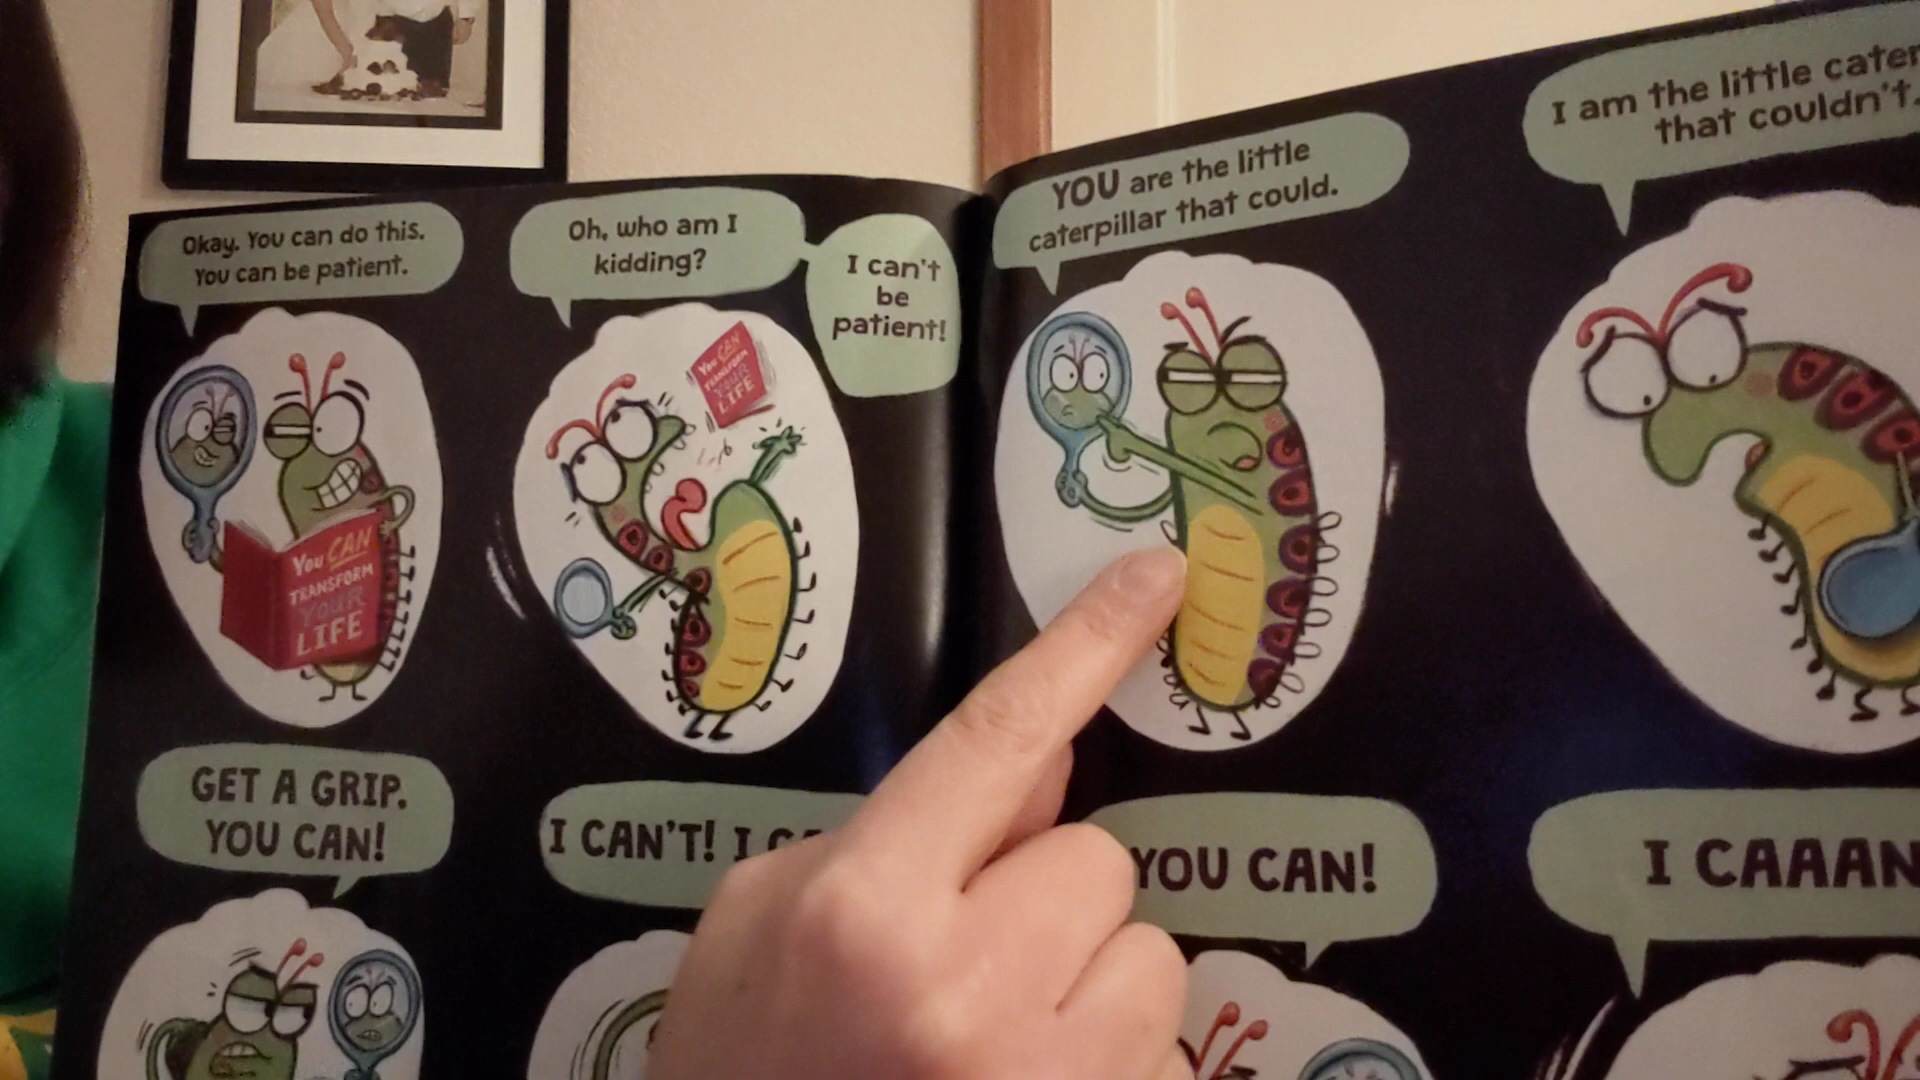 Okay. You can do this.
You can be patient.
Oh, who am I
kidding?
I can't
be
patient!
YOU are the little
caterpillar that could.
I am the little
that couldn't.
You CAN
TRANSFORM
YOUR
LIFE
You CAN
TRANSFORM
YOUR
LIFE
GET A GRIP.
YOU CAN!
I CAN'T! I
YOU CAN!
I CAAAN